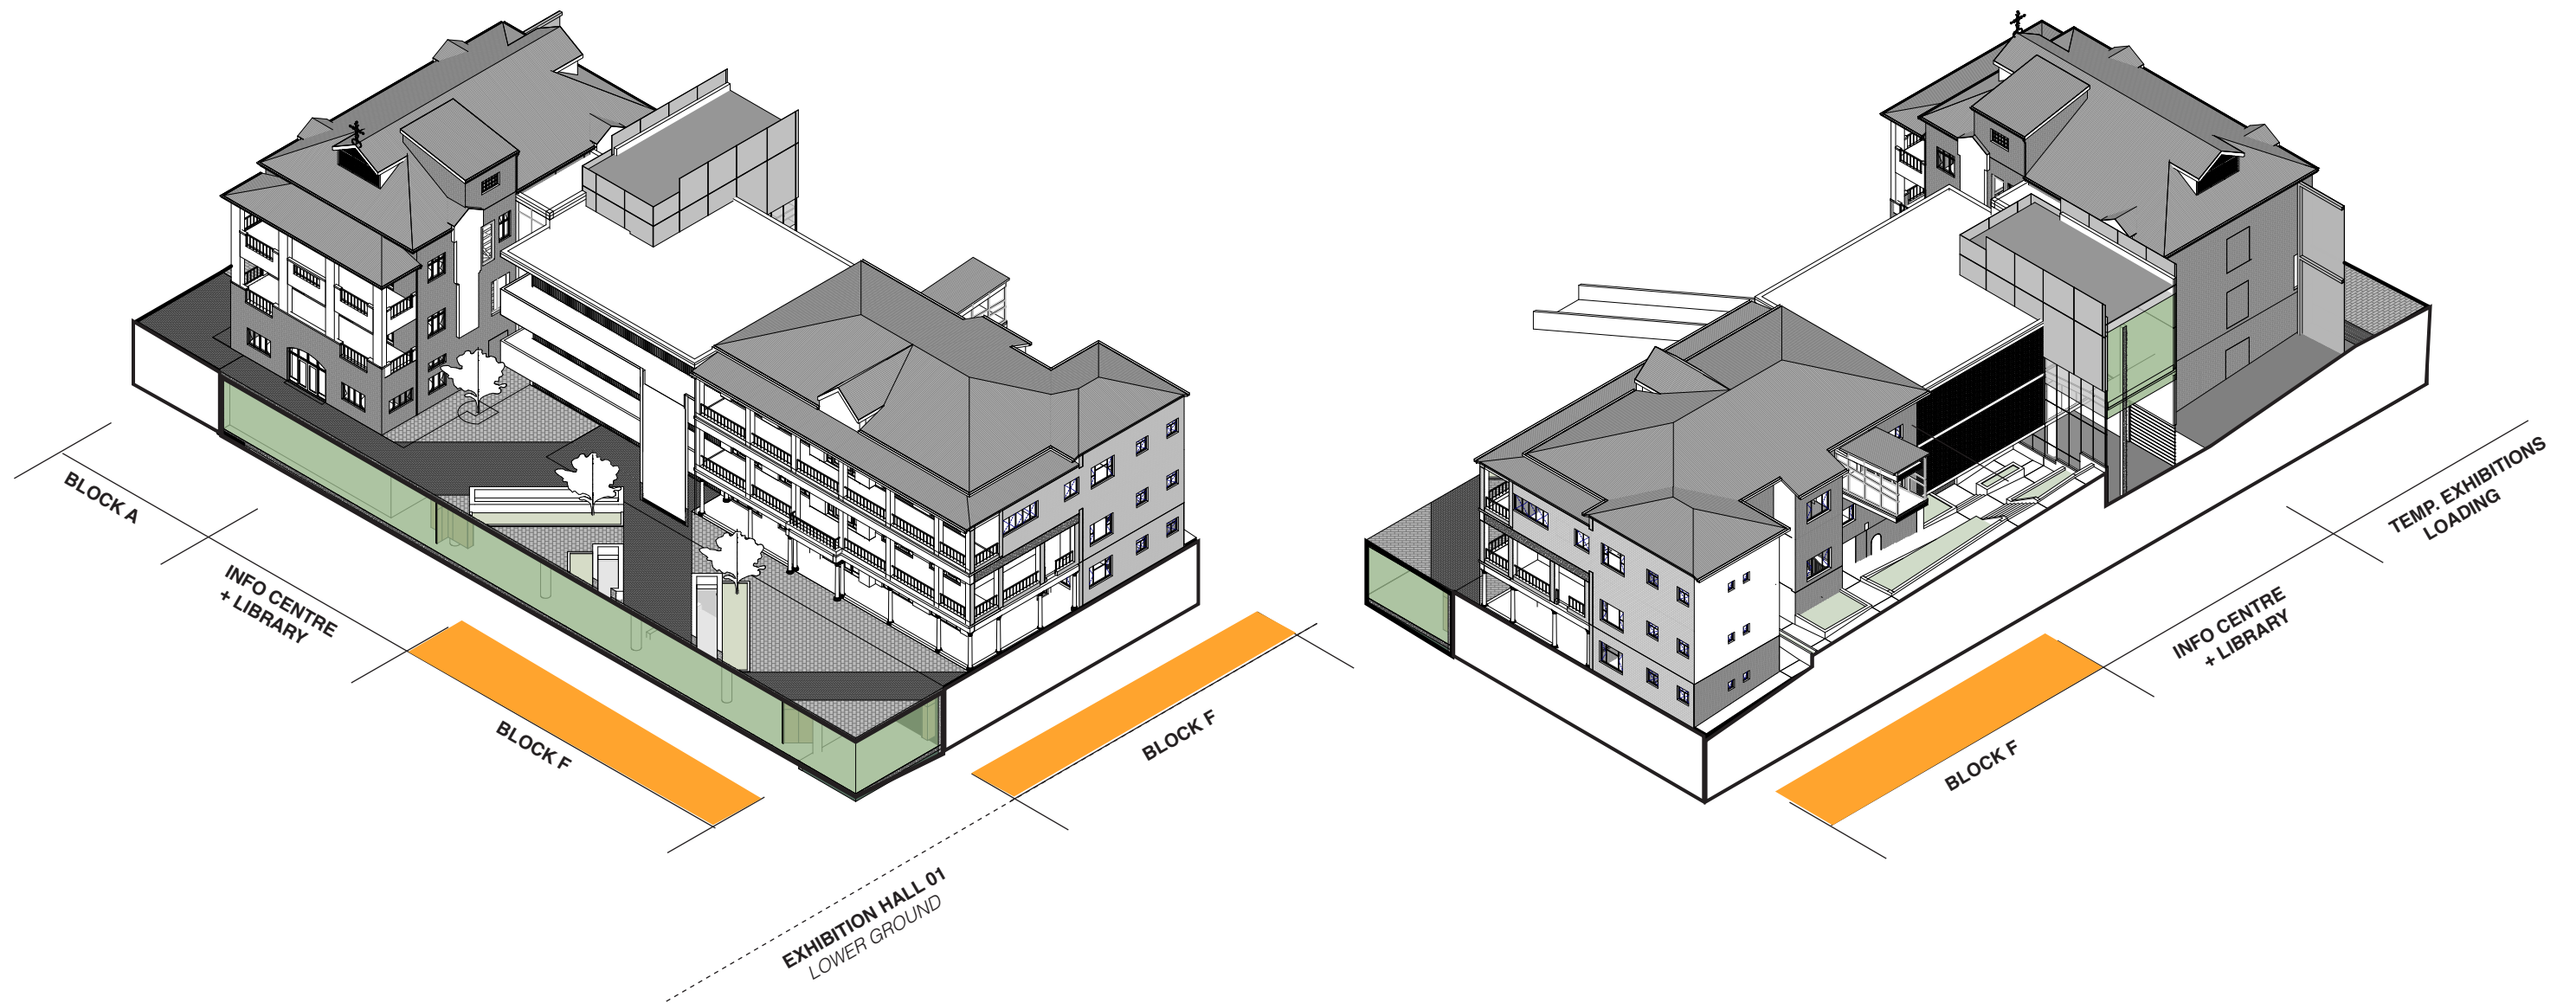 BLOCK A
INFO CENTRE
+ LIBRARY
BLOCK F
EXHIBITION HALL 01
LOWER GROUND
BLOCK F
BLOCK F
INFO CENTRE
+ LIBRARY
TEMP. EXHIBITIONS
LOADING